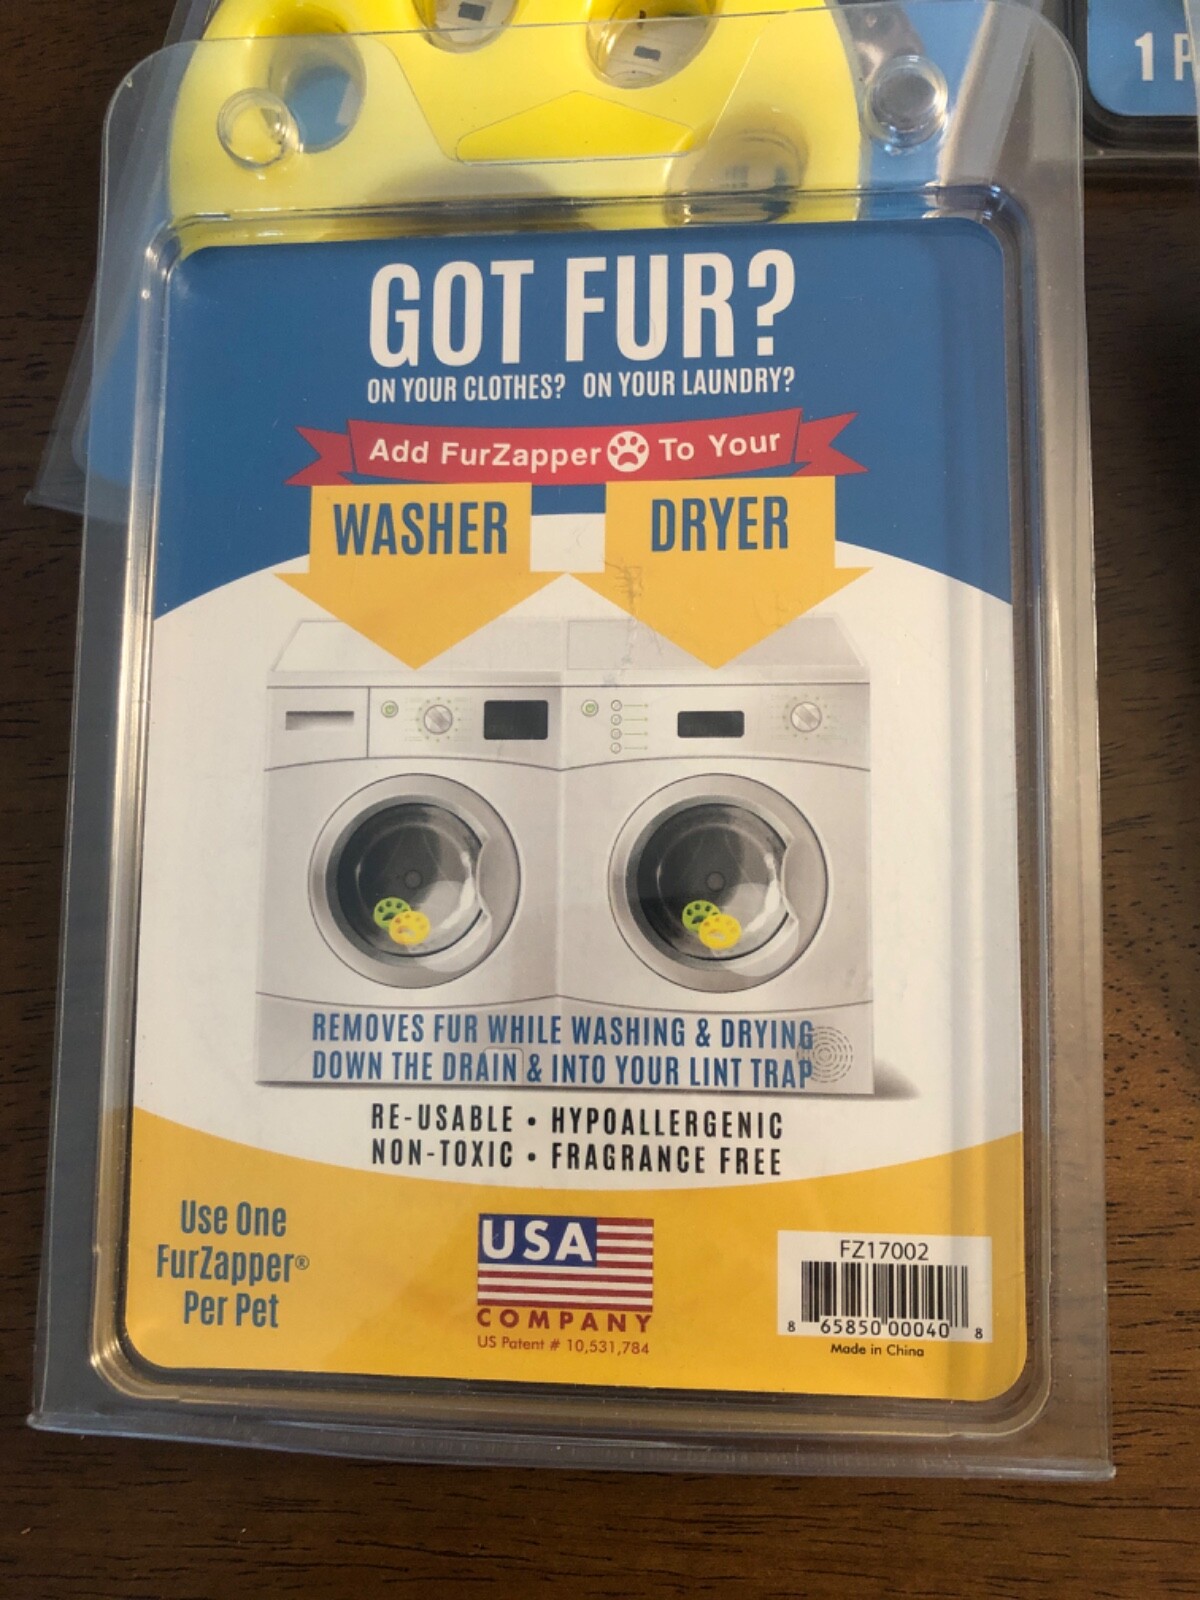 1 P
GOT FUR?
ON YOUR CLOTHES? ON YOUR LAUNDRY?
Add FurZapper To Your
WASHER DRYER
REMOVES FUR WHILE WASHING & DRYING
DOWN THE DRAIN & INTO YOUR LINT TRAP
RE-USABLE • HYPOALLERGENIC
NON-TOXIC • FRAGRANCE FREE
Use One
FurZapper®
Per Pet
USA
COMPANY
US Patent # 10,531,784
FZ17002
8 65850 00040 8
Made in China